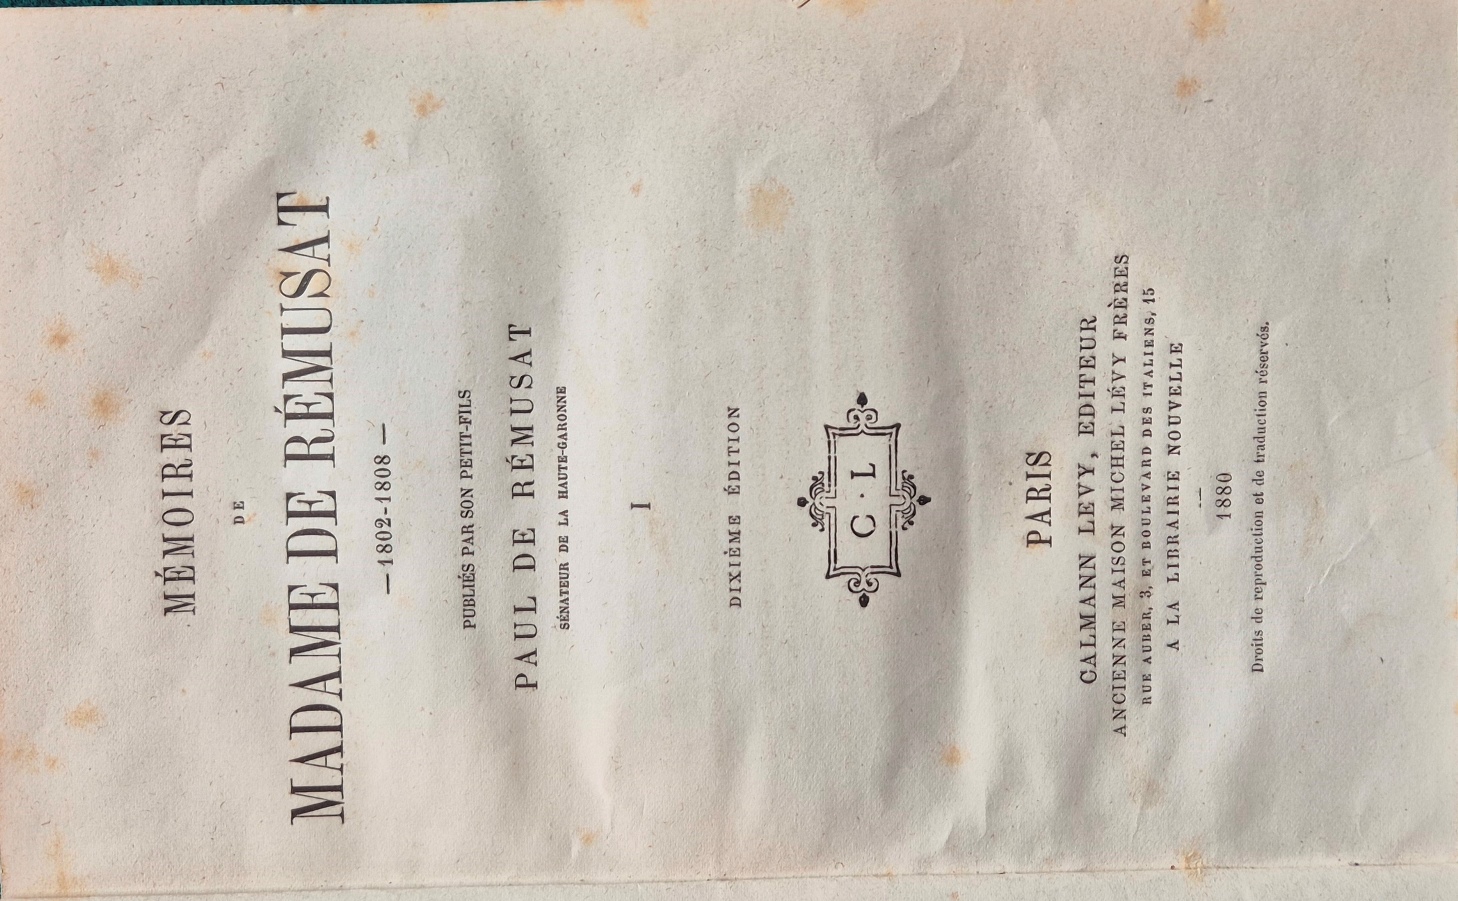 MÉMOIRES
DE
MADAME DE RÉMUSAT
—1802-1808—
PUBLIÉS PAR SON PETIT-FILS
PAUL DE RÉMUSAT
SÉNATEUR DE LA HAUTE-GARONNE
I
DIXIÈME ÉDITION
C · L
PARIS
CALMANN LEVY, EDITEUR
ANCIENNE MAISON MICHEL LÉVY FRÈRES
RUE AUBER, 3, ET BOULEVARD DES ITALIENS, 15
A LA LIBRAIRIE NOUVELLE
—
1880
Droits de reproduction et de traduction réservés.